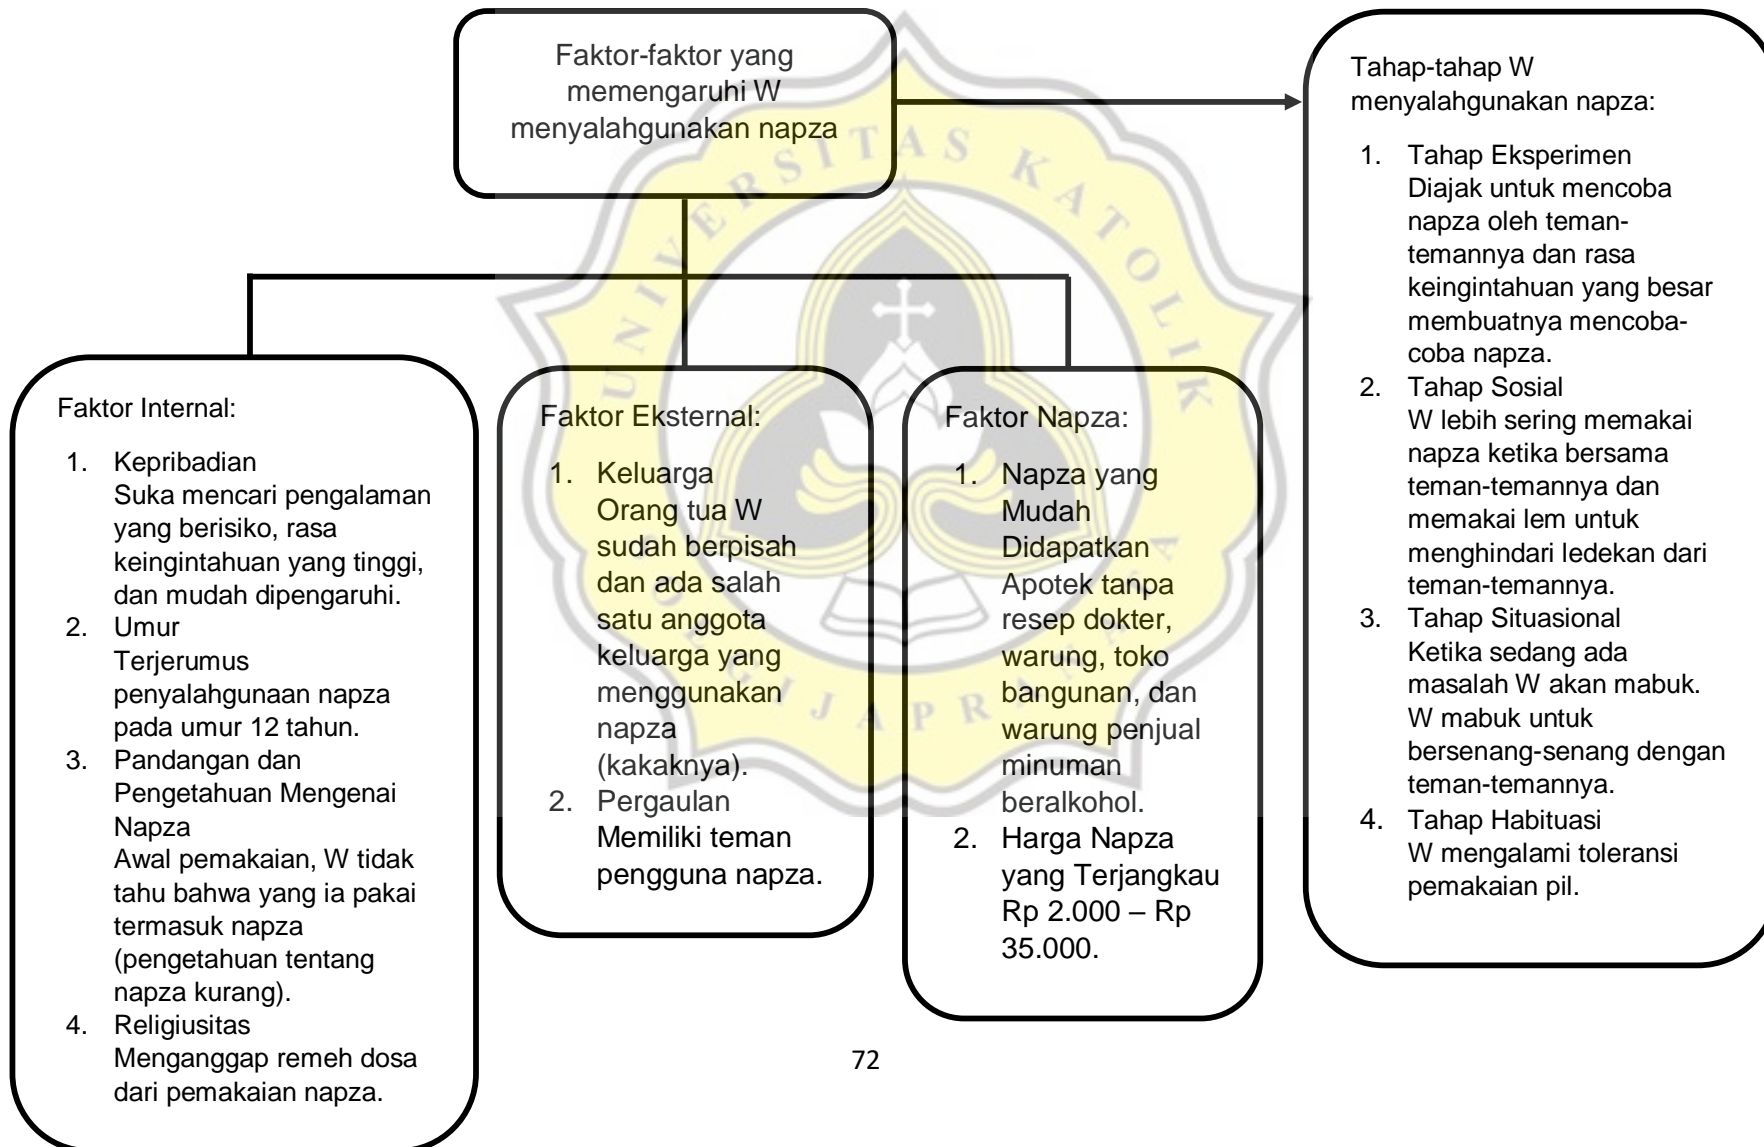 Faktor-faktor yang
memengaruhi W
menyalahgunakan napza
Tahap-tahap W
menyalahgunakan napza:
1. Tahap Eksperimen
Diajak untuk mencoba
napza oleh teman-
temannya dan rasa
keingintahuan yang besar
membuatnya mencoba-
coba napza.
2. Tahap Sosial
W lebih sering memakai
napza ketika bersama
teman-temannya dan
memakai lem untuk
menghindari ledekan dari
teman-temannya.
3. Tahap Situasional
Ketika sedang ada
masalah W akan mabuk.
W mabuk untuk
bersenang-senang dengan
teman-temannya.
4. Tahap Habituasi
W mengalami toleransi
pemakaian pil.
Faktor Internal:
1. Kepribadian
Suka mencari pengalaman
yang berisiko, rasa
keingintahuan yang tinggi,
dan mudah dipengaruhi.
2. Umur
Terjerumus
penyalahgunaan napza
pada umur 12 tahun.
3. Pandangan dan
Pengetahuan Mengenai
Napza
Awal pemakaian, W tidak
tahu bahwa yang ia pakai
termasuk napza
(pengetahuan tentang
napza kurang).
4. Religiusitas
Menganggap remeh dosa
dari pemakaian napza.
Faktor Eksternal:
1. Keluarga
Orang tua W
sudah berpisah
dan ada salah
satu anggota
keluarga yang
menggunakan
napza
(kakaknya).
2. Pergaulan
Memiliki teman
pengguna napza.
Faktor Napza:
1. Napza yang
Mudah
Didapatkan
Apotek tanpa
resep dokter,
warung, toko
bangunan, dan
warung penjual
minuman
beralkohol.
2. Harga Napza
yang Terjangkau
Rp 2.000 – Rp
35.000.
UNIVERSITAS KATOLIK
72